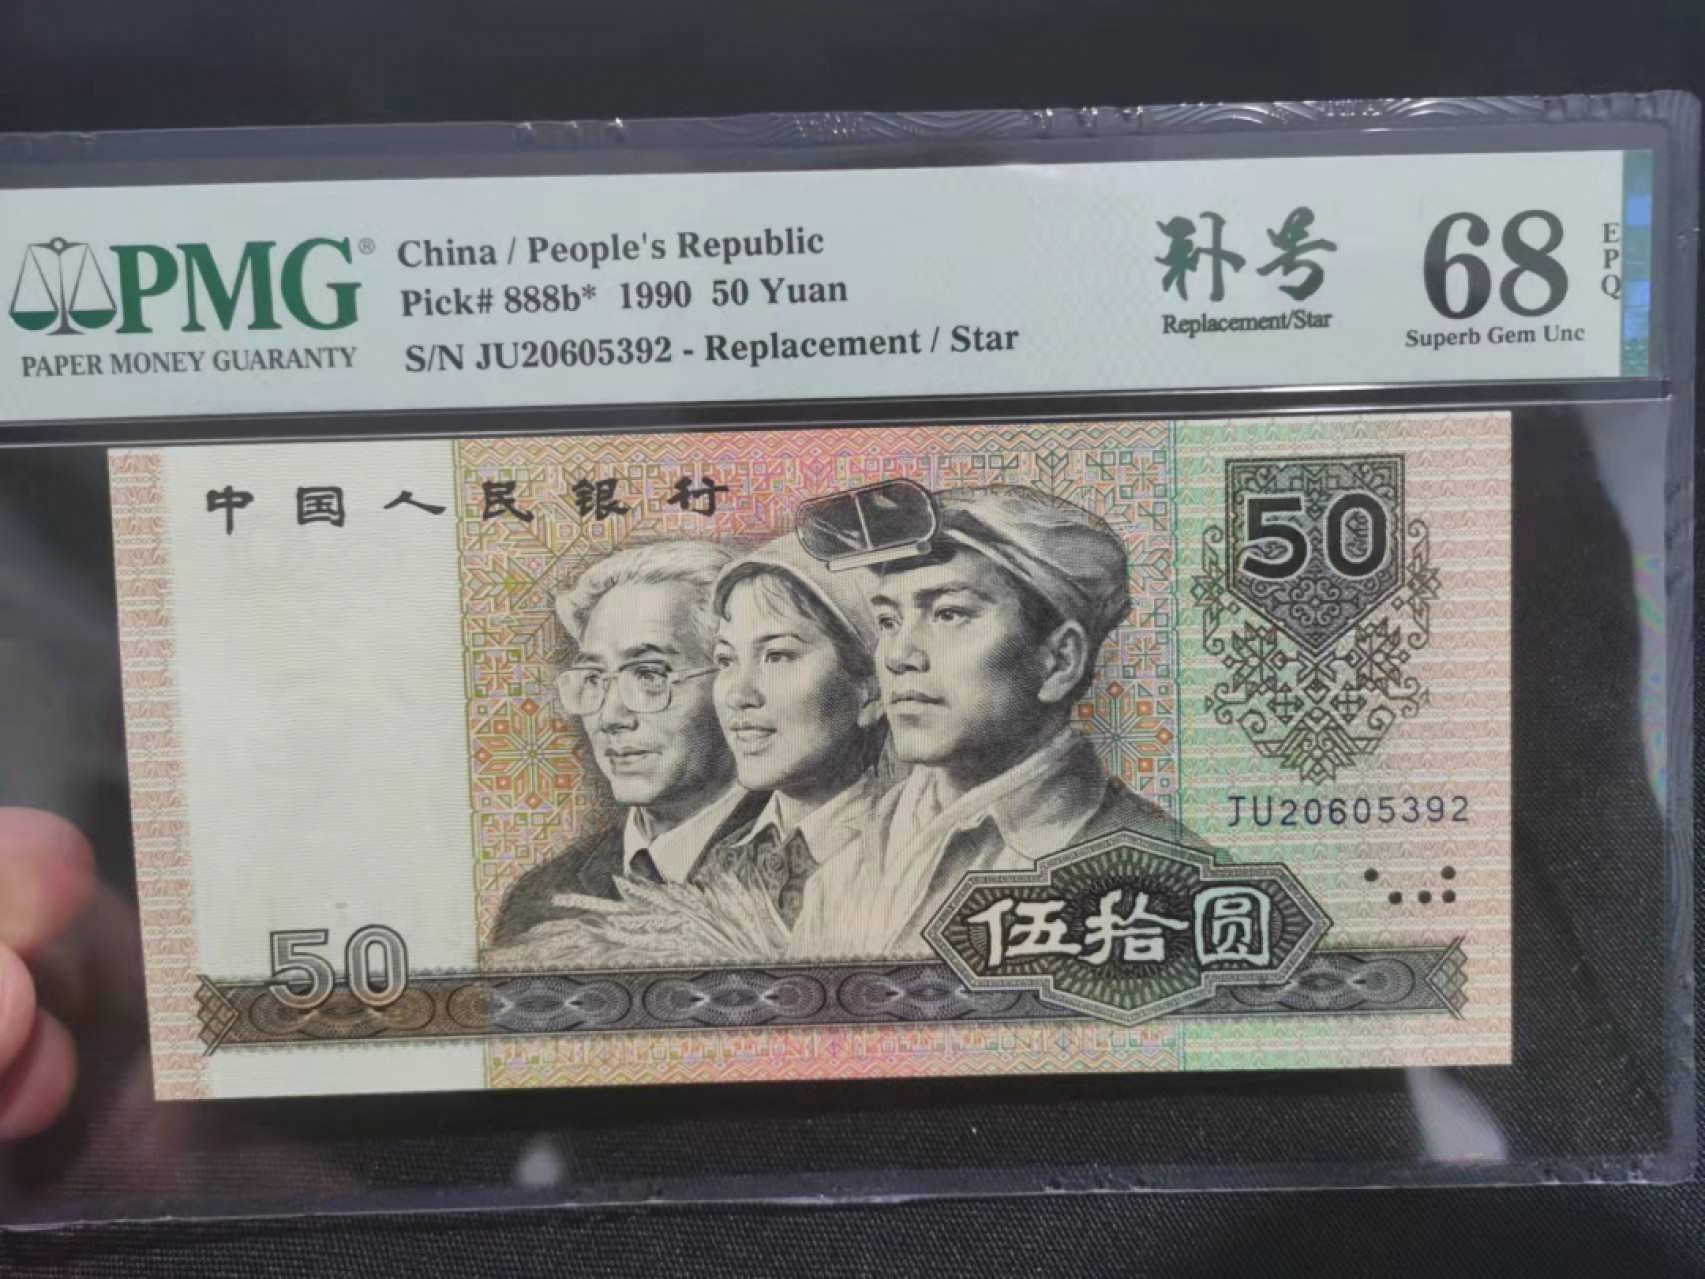 PMG®
PAPER MONEY GUARANTY
China / People's Republic
Pick# 888b* 1990 50 Yuan
S/N JU20605392 - Replacement / Star
补号
Replacement/Star
68
Superb Gem Unc
EPQ
中国人民银行
50
JU20605392
50
伍拾圆